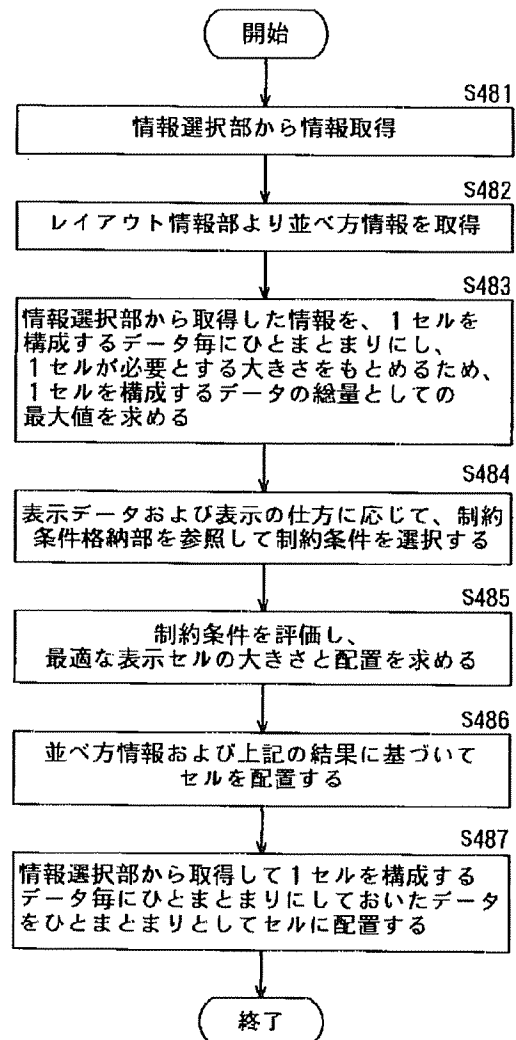 開始
S481
情報選択部から情報取得
S482
レイアウト情報部より並べ方情報を取得
S483
情報選択部から取得した情報を、1セルを
構成するデータ毎にひとまとまりにし、
1セルが必要とする大きさをもとめるため、
1セルを構成するデータの総量としての
最大値を求める
S484
表示データおよび表示の仕方に応じて、制約
条件格納部を参照して制約条件を選択する
S485
制約条件を評価し、
最適な表示セルの大きさと配置を求める
S486
並べ方情報および上記の結果に基づいて
セルを配置する
S487
情報選択部から取得して1セルを構成する
データ毎にひとまとまりにしておいたデータ
をひとまとまりとしてセルに配置する
終了